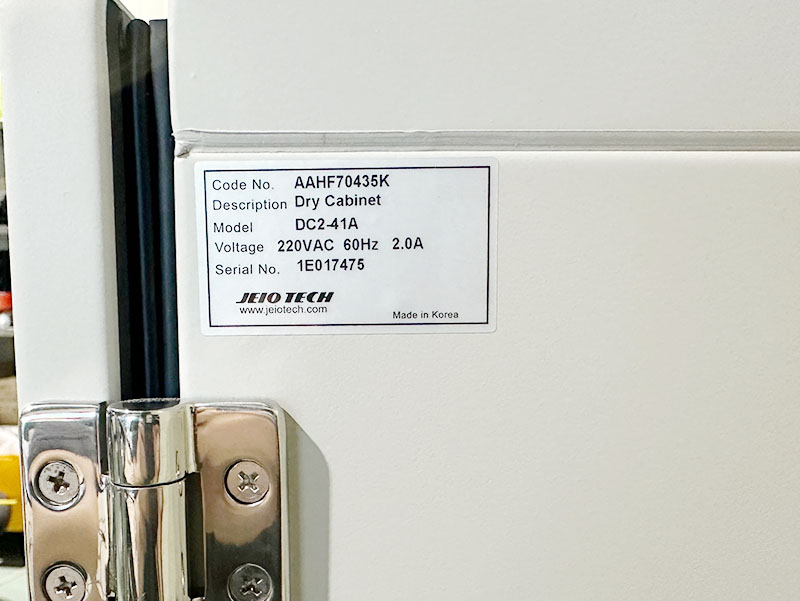 Code No. AAHF70435K
Description Dry Cabinet
Model DC2-41A
Voltage 220VAC 60Hz 2.0A
Serial No. 1E017475
JEIO TECH
www.jeiotech.com
Made in Korea